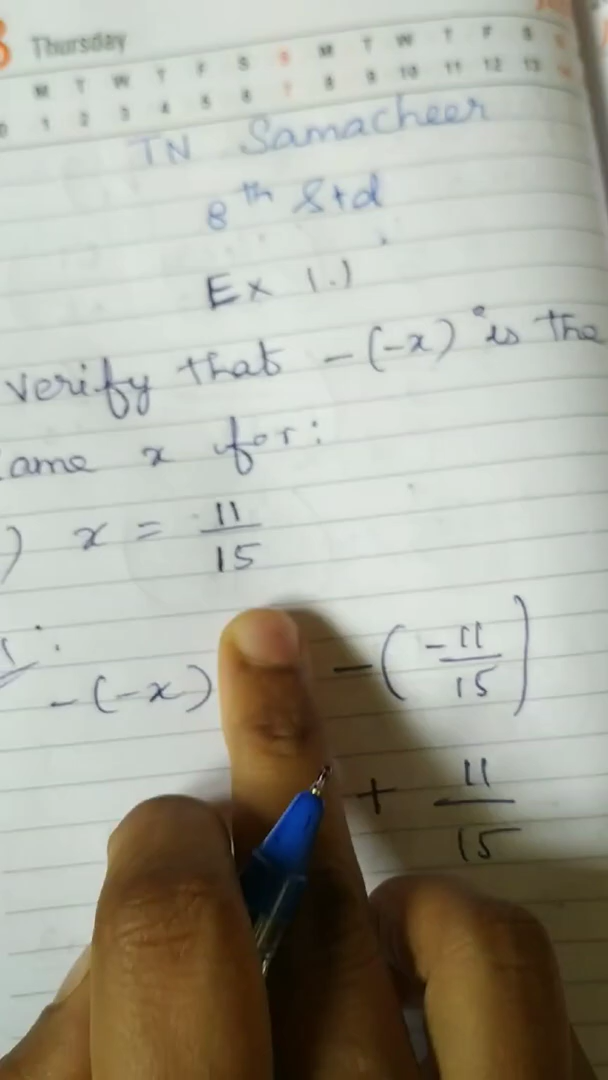 Thursday
M T W T F S S M T W T F S
1 2 3 4 5 6 7 8 9 10 11 12 13
TN Samacheer
8th Std
Ex 1.1
verify that -(-x) is the
ame x for:
) x = 11/15
-(-x) -(-11/15)
+ 11/15